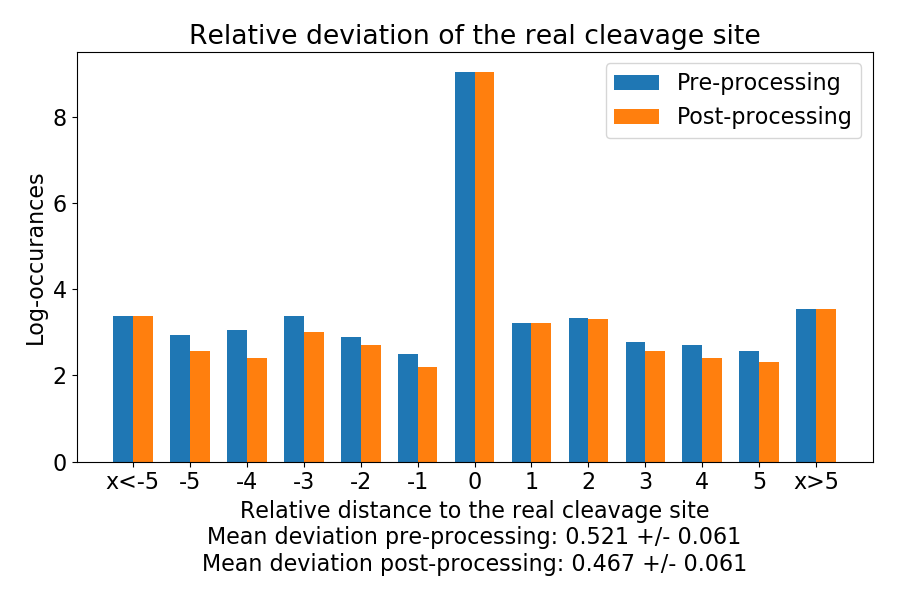 Relative deviation of the real cleavage site
Pre-processing
Post-processing
Log-occurances
8
6
4
2
0
x<-5 -5 -4 -3 -2 -1 0 1 2 3 4 5 x>5
Relative distance to the real cleavage site
Mean deviation pre-processing: 0.521 +/- 0.061
Mean deviation post-processing: 0.467 +/- 0.061